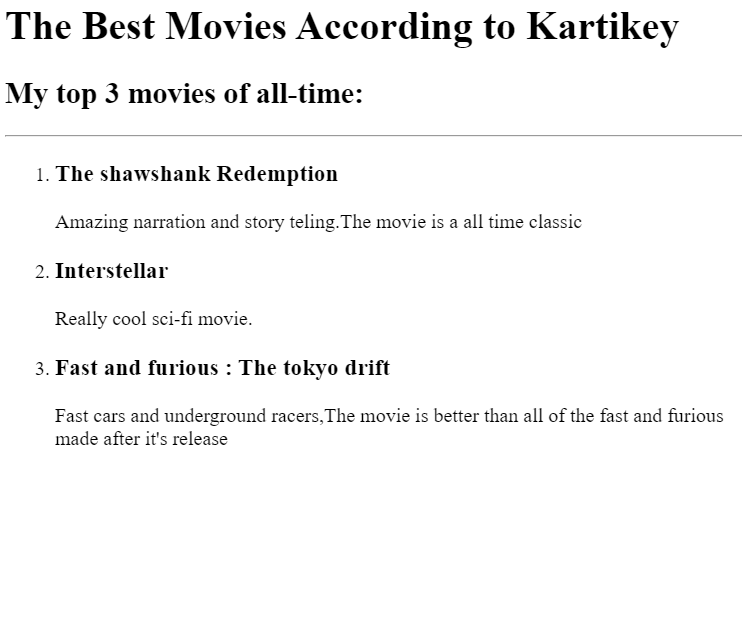 The Best Movies According to Kartikey
My top 3 movies of all-time:
1. The shawshank Redemption
Amazing narration and story teling.The movie is a all time classic
2. Interstellar
Really cool sci-fi movie.
3. Fast and furious : The tokyo drift
Fast cars and underground racers,The movie is better than all of the fast and furious
made after it's release